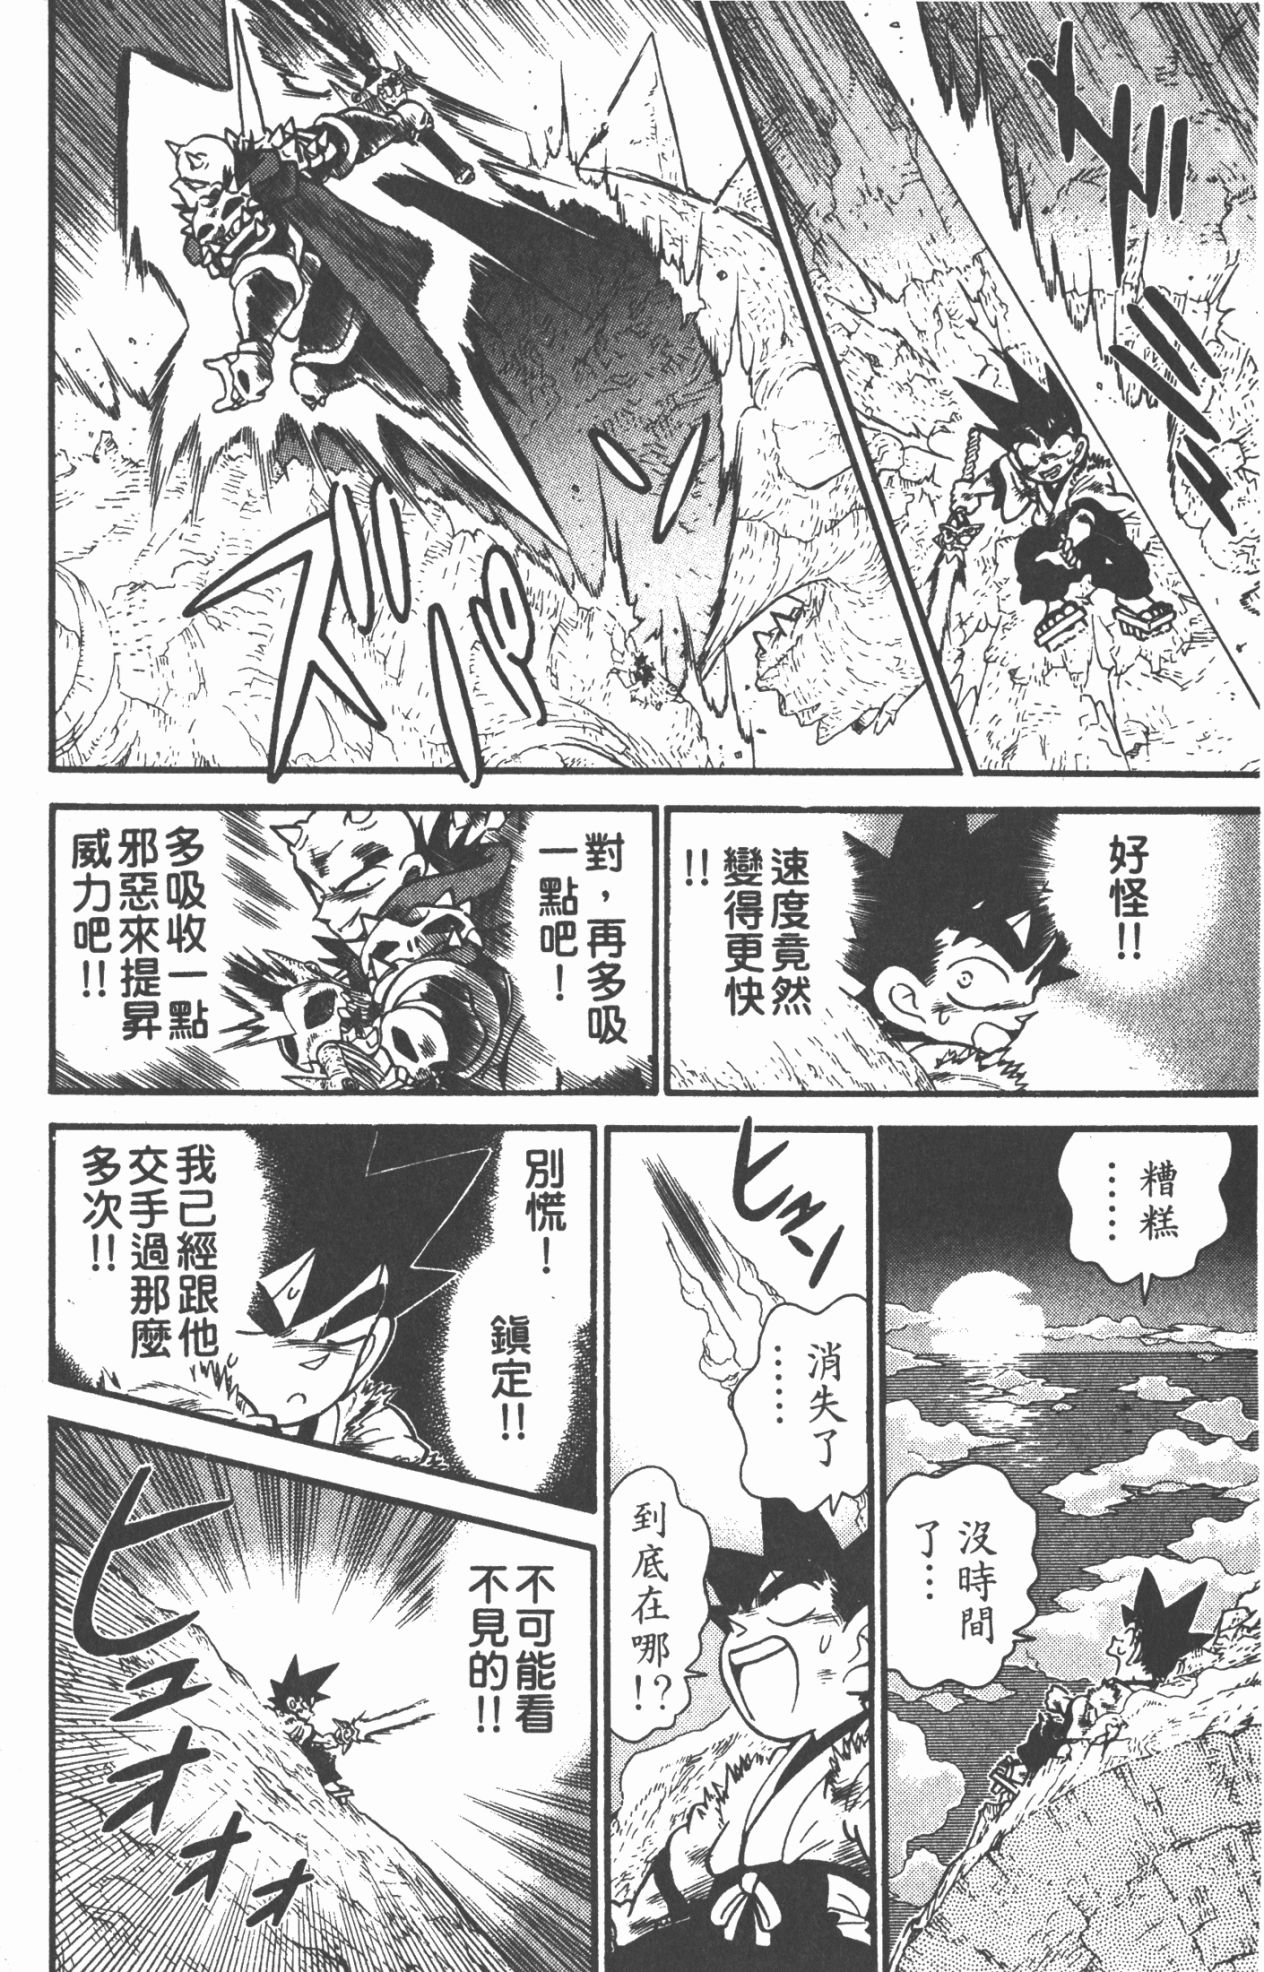 ズズズ
ズズッ
好怪!!
速度竟然
變得更快
!!
對，再多吸
一點吧！
多吸收一點
邪惡來提昇
威力吧!!
糟糕
……
沒時間
了…
ヒュン
消失了
……
到底在哪!?
別慌！
鎮定!!
我已經跟他
交手過那麼
多次!!
不可能看
不見的!!
ヒュオオオ